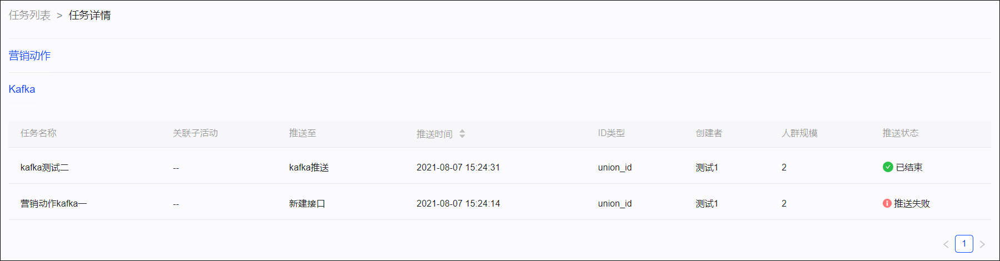 任务列表 > 任务详情
营销动作
Kafka
任务名称 关联子活动 推送至 推送时间 ID类型 创建者 人群规模 推送状态
kafka测试二 -- kafka推送 2021-08-07 15:24:31 union_id 测试1 2 已结束
营销动作kafka一 -- 新建接口 2021-08-07 15:24:14 union_id 测试1 2 推送失败
< 1 >